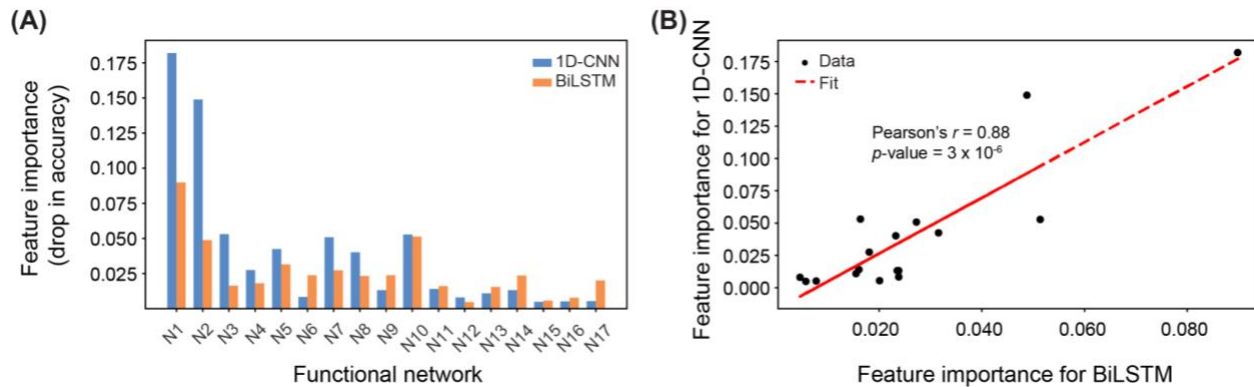 (A)
Feature importance
(drop in accuracy)
0.175
0.150
0.125
0.100
0.075
0.050
0.025
1D-CNN
BiLSTM
N1 N2 N3 N4 N5 N6 N7 N8 N9 N10 N11 N12 N13 N14 N15 N16 N17
Functional network
(B)
Feature importance for 1D-CNN
0.175
0.150
0.125
0.100
0.075
0.050
0.025
0.000
Data
Fit
Pearson's r = 0.88
p-value = 3 x 10⁻⁶
0.020 0.040 0.060 0.080
Feature importance for BiLSTM